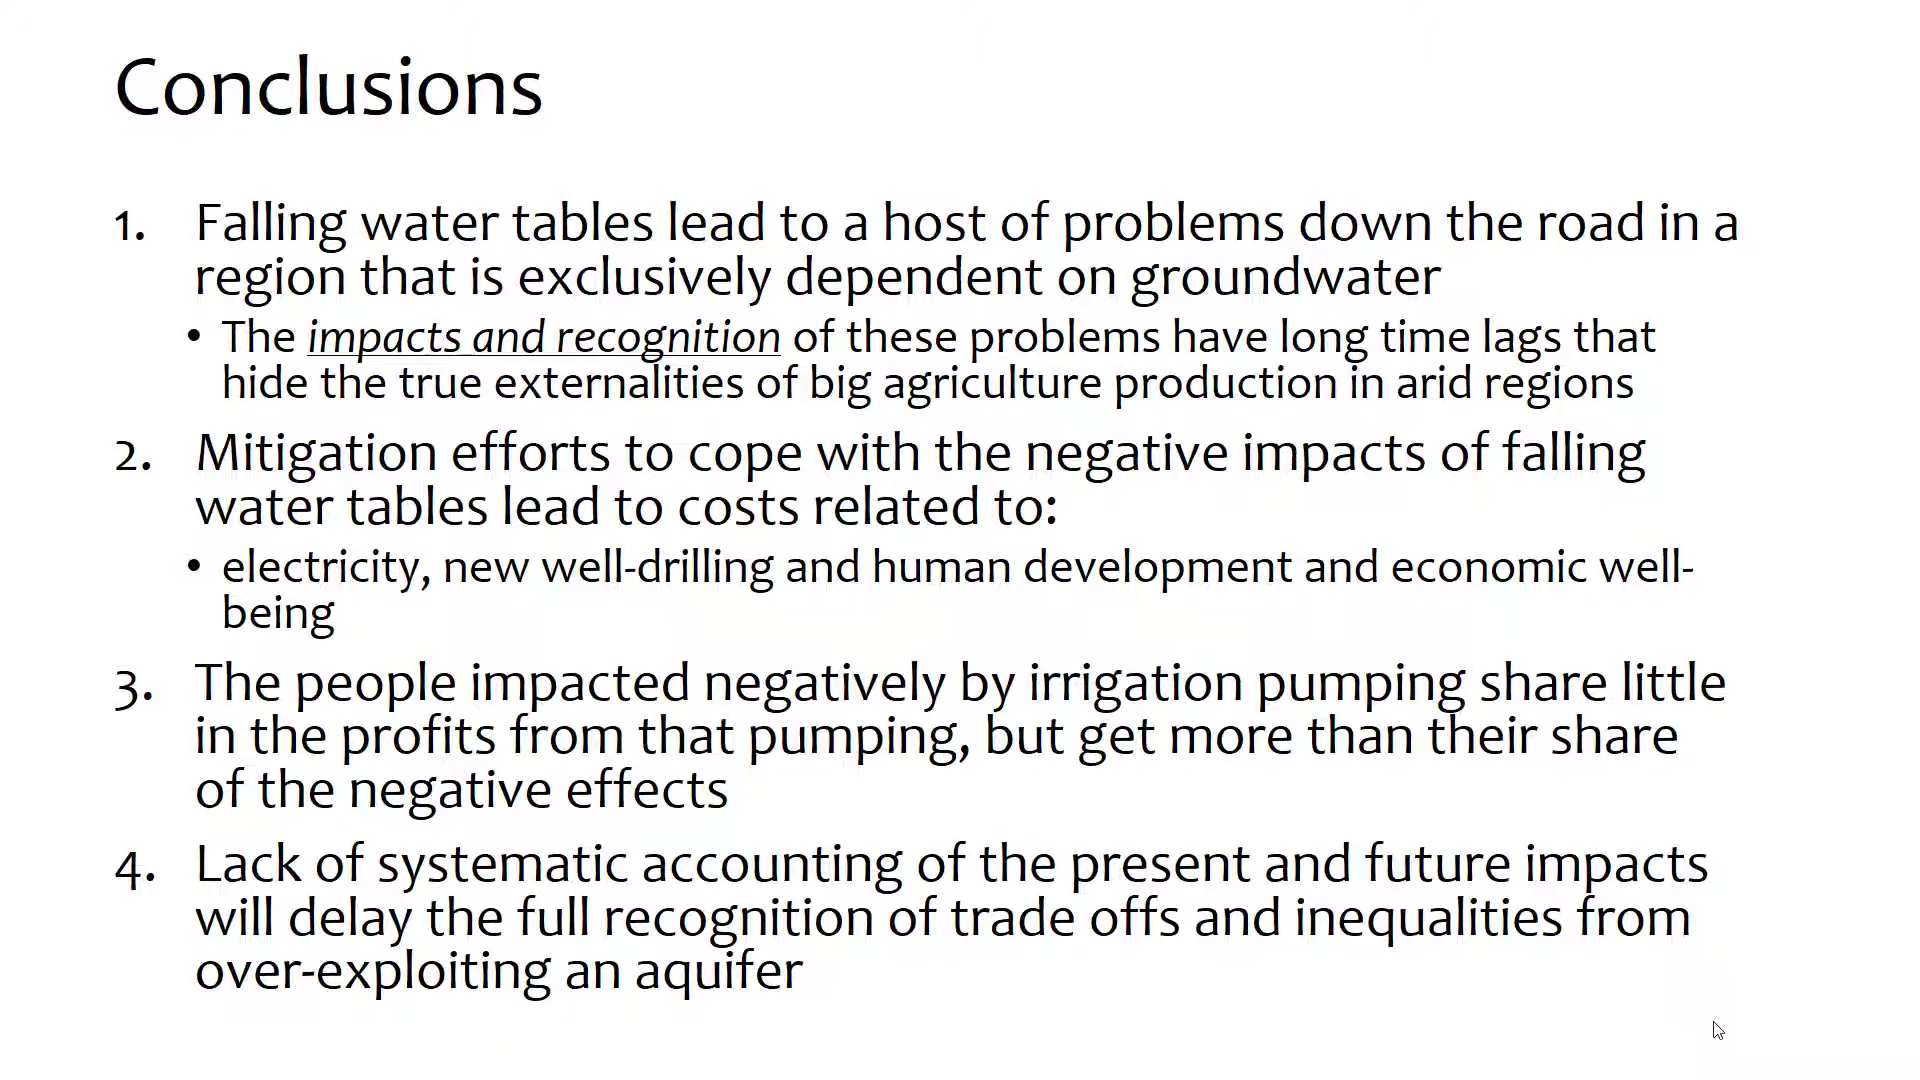 Conclusions
1. Falling water tables lead to a host of problems down the road in a
region that is exclusively dependent on groundwater
• The impacts and recognition of these problems have long time lags that
hide the true externalities of big agriculture production in arid regions
2. Mitigation efforts to cope with the negative impacts of falling
water tables lead to costs related to:
• electricity, new well-drilling and human development and economic well-
being
3. The people impacted negatively by irrigation pumping share little
in the profits from that pumping, but get more than their share
of the negative effects
4. Lack of systematic accounting of the present and future impacts
will delay the full recognition of trade offs and inequalities from
over-exploiting an aquifer